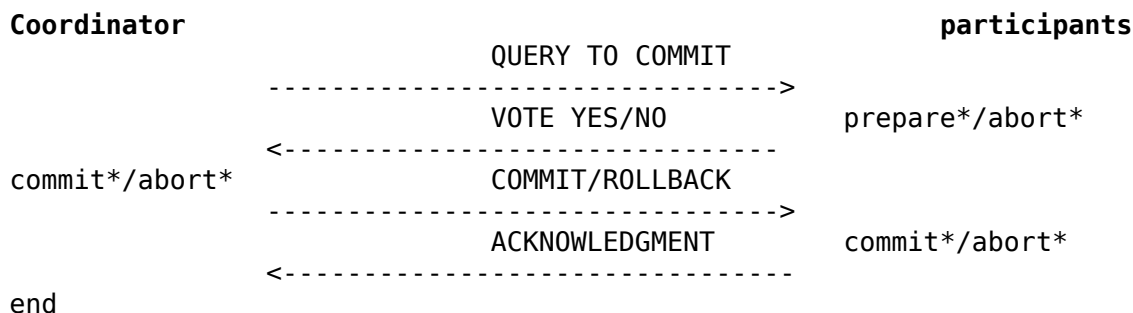 Coordinator participants
QUERY TO COMMIT
-------------------------------->
VOTE YES/NO prepare*/abort*
<-------------------------------
commit*/abort* COMMIT/ROLLBACK
-------------------------------->
ACKNOWLEDGMENT commit*/abort*
<--------------------------------
end